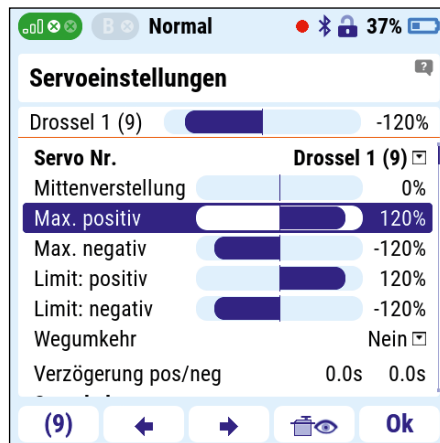 B Normal 37%
Servoeinstellungen ?
Drossel 1 (9) -120%
Servo Nr. Drossel 1 (9)
Mittenverstellung 0%
Max. positiv 120%
Max. negativ -120%
Limit: positiv 120%
Limit: negativ -120%
Wegumkehr Nein
Verzögerung pos/neg 0.0s 0.0s
(9) Ok